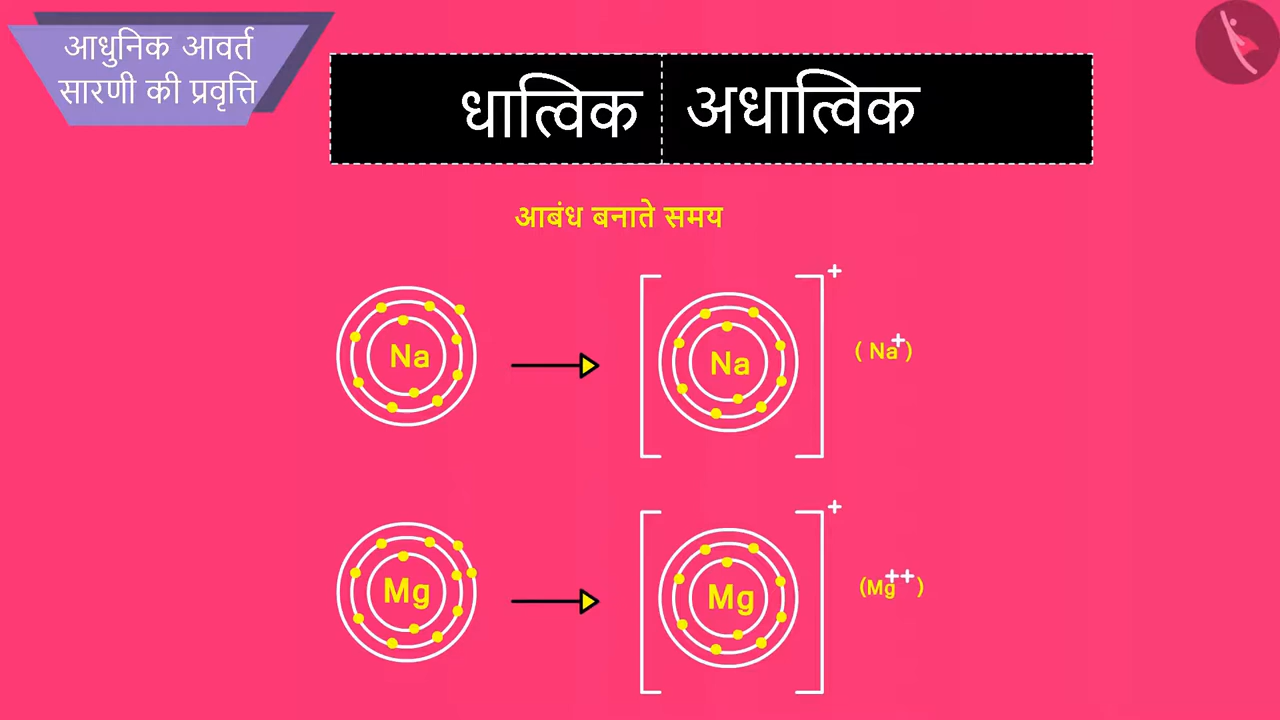 आधुनिक आवर्त
सारणी की प्रवृत्ति
धात्विक अधात्विक
आबंध बनाते समय
Na Na + ( Na+ )
Mg Mg + (Mg++ )